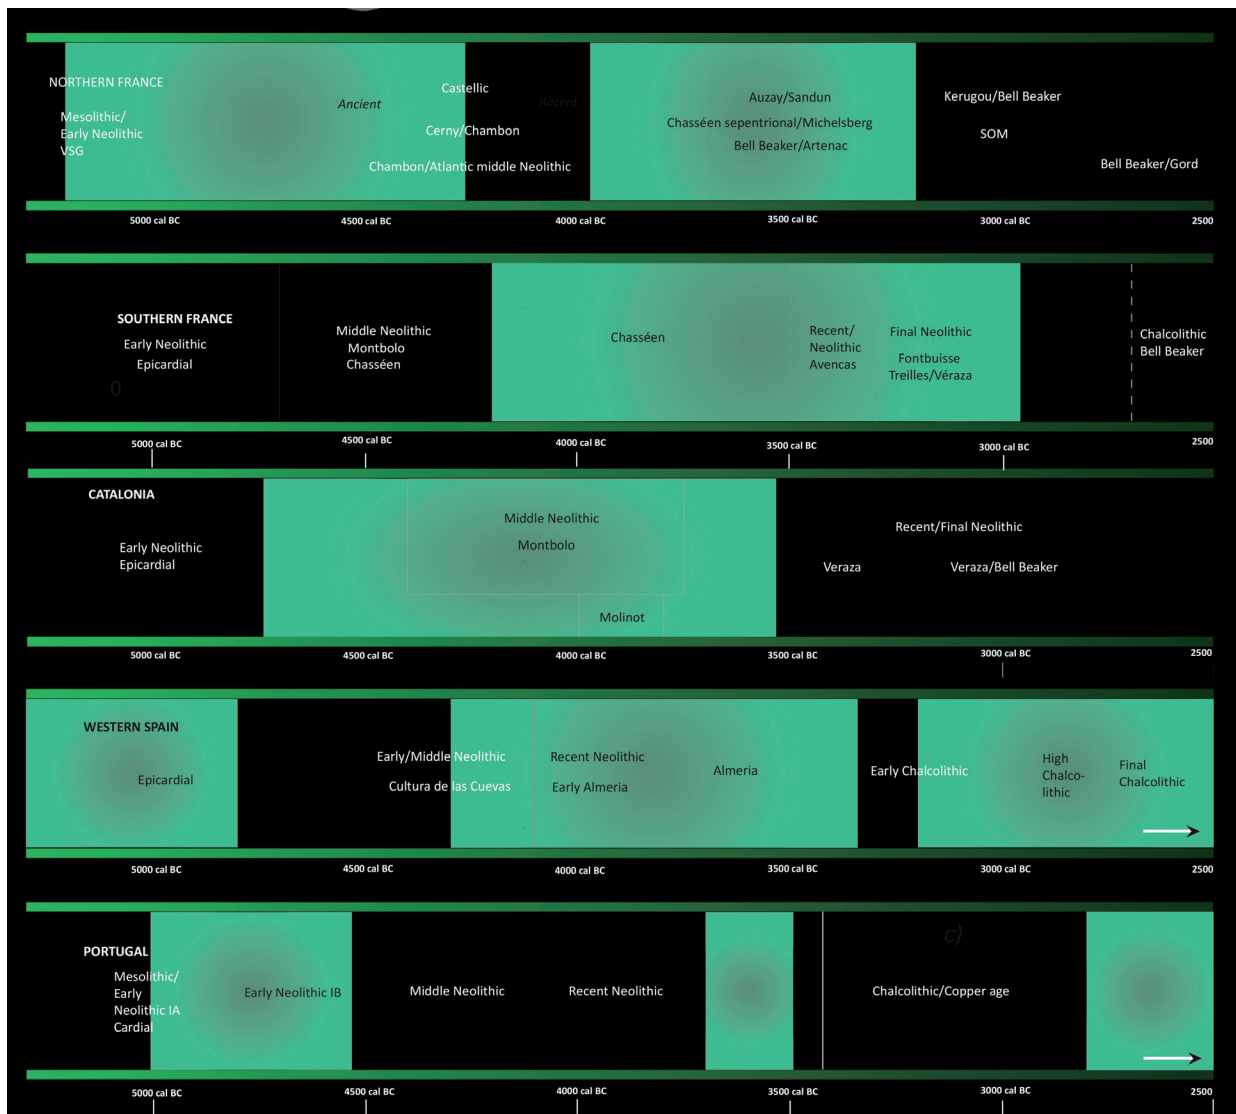 NORTHERN FRANCE
Mesolithic/
Early Neolithic
VSG
Ancient
Castellic
Cerny/Chambon
Chambon/Atlantic middle Neolithic
Recent
Auzay/Sandun
Chasséen sepentrional/Michelsberg
Bell Beaker/Artenac
Kerugou/Bell Beaker
SOM
Bell Beaker/Gord
5000 cal BC
4500 cal BC
4000 cal BC
3500 cal BC
3000 cal BC
2500
SOUTHERN FRANCE
Early Neolithic
Epicardial
0
Middle Neolithic
Montbolo
Chasséen
Chasséen
Recent/
Neolithic
Avencas
Final Neolithic
Fontbuisse
Treilles/Véraza
Chalcolithic
Bell Beaker
5000 cal BC
4500 cal BC
4000 cal BC
3500 cal BC
3000 cal BC
2500
CATALONIA
Early Neolithic
Epicardial
Middle Neolithic
Montbolo
Molinot
Recent/Final Neolithic
Veraza
Veraza/Bell Beaker
5000 cal BC
4500 cal BC
4000 cal BC
3500 cal BC
3000 cal BC
2500
WESTERN SPAIN
Epicardial
Early/Middle Neolithic
Cultura de las Cuevas
Recent Neolithic
Early Almeria
Almeria
Early Chalcolithic
High
Chalco-
lithic
Final
Chalcolithic
5000 cal BC
4500 cal BC
4000 cal BC
3500 cal BC
3000 cal BC
2500
PORTUGAL
Mesolithic/
Early
Neolithic IA
Cardial
Early Neolithic IB
Middle Neolithic
Recent Neolithic
c)
Chalcolithic/Copper age
5000 cal BC
4500 cal BC
4000 cal BC
3500 cal BC
3000 cal BC
2500